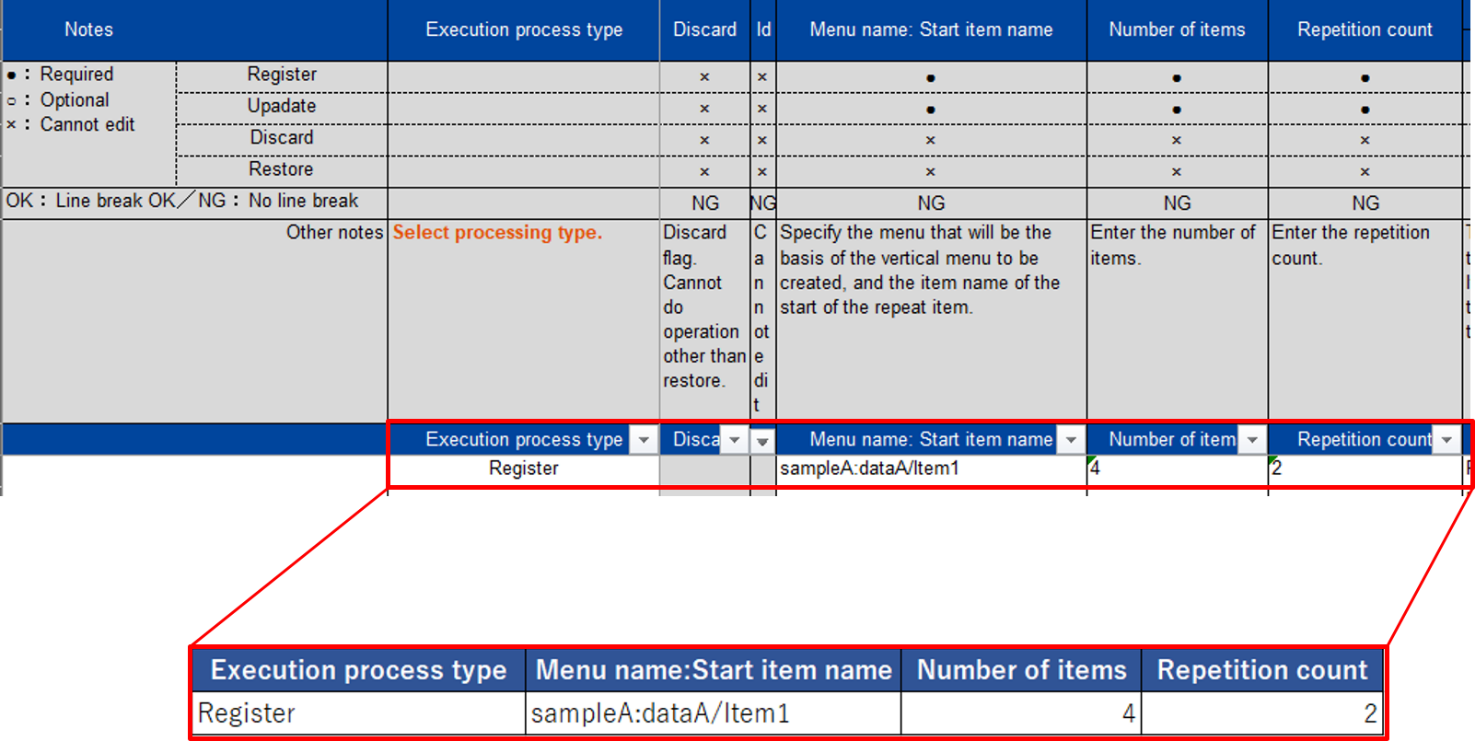 Notes Execution process type Discard Id Menu name: Start item name Number of items Repetition count
●：Required Register × × ● ● ●
○：Optional Upadate × × ● ● ●
×：Cannot edit Discard × × × × ×
Restore × × × × ×
OK：Line break OK／NG：No line break NG NG NG NG NG
Other notes
Select processing type.
Discard
flag.
Cannot
do
operation
other than
restore.
C
a
n
n
ot
e
di
t
Specify the menu that will be the
basis of the vertical menu to be
created, and the item name of the
start of the repeat item.
Enter the number of
items.
Enter the repetition
count.
Execution process type Disca Menu name: Start item name Number of item Repetition count
Register sampleA:dataA/Item1 4 2
Execution process type Menu name:Start item name Number of items Repetition count
Register sampleA:dataA/Item1 4 2